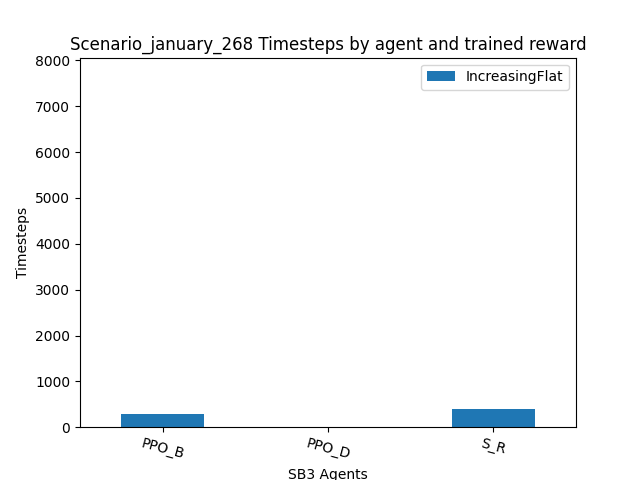 Scenario_january_268 Timesteps by agent and trained reward
IncreasingFlat
8000
7000
6000
5000
4000
3000
2000
1000
0
Timesteps
PPO_B
PPO_D
S_R
SB3 Agents